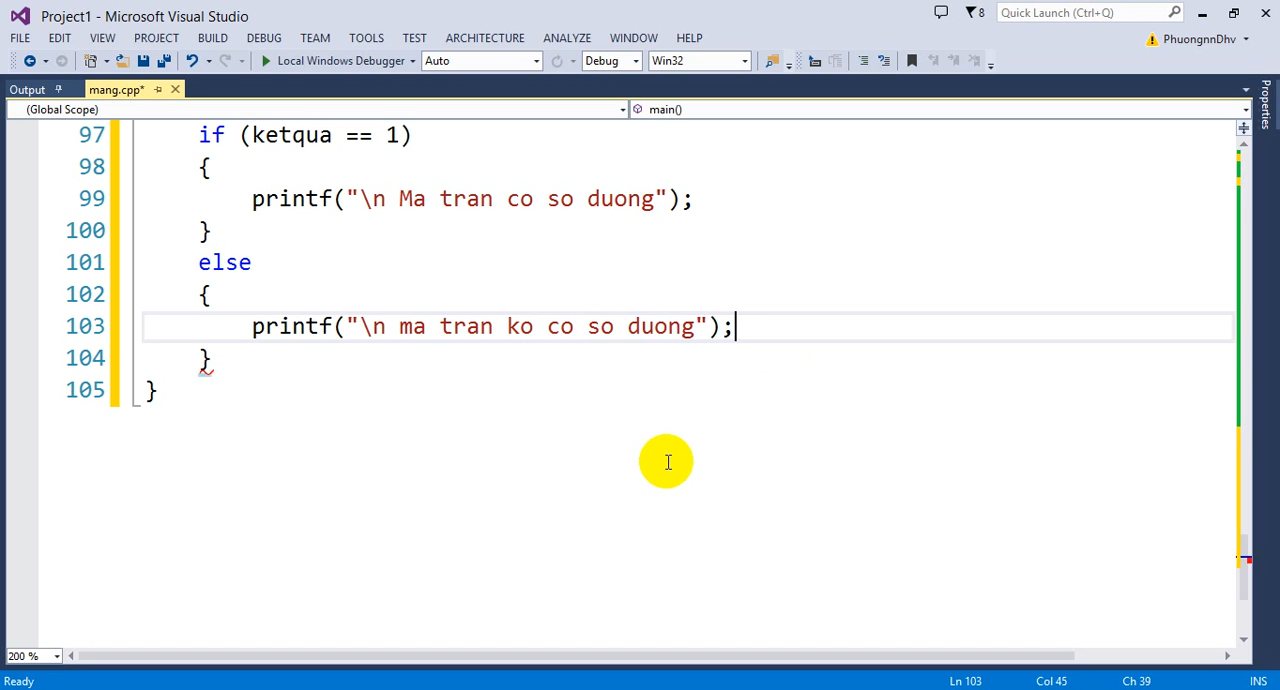 Project1 - Microsoft Visual Studio
8
Quick Launch (Ctrl+Q)
FILE EDIT VIEW PROJECT BUILD DEBUG TEAM TOOLS TEST ARCHITECTURE ANALYZE WINDOW HELP
PhuongnnDhv
Local Windows Debugger Auto Debug Win32
Output mang.cpp*
(Global Scope) main()
Properties
97 if (ketqua == 1)
98 {
99 printf("\n Ma tran co so duong");
100 }
101 else
102 {
103 printf("\n ma tran ko co so duong");
104 }
105 }
200 %
Ready Ln 103 Col 45 Ch 39 INS